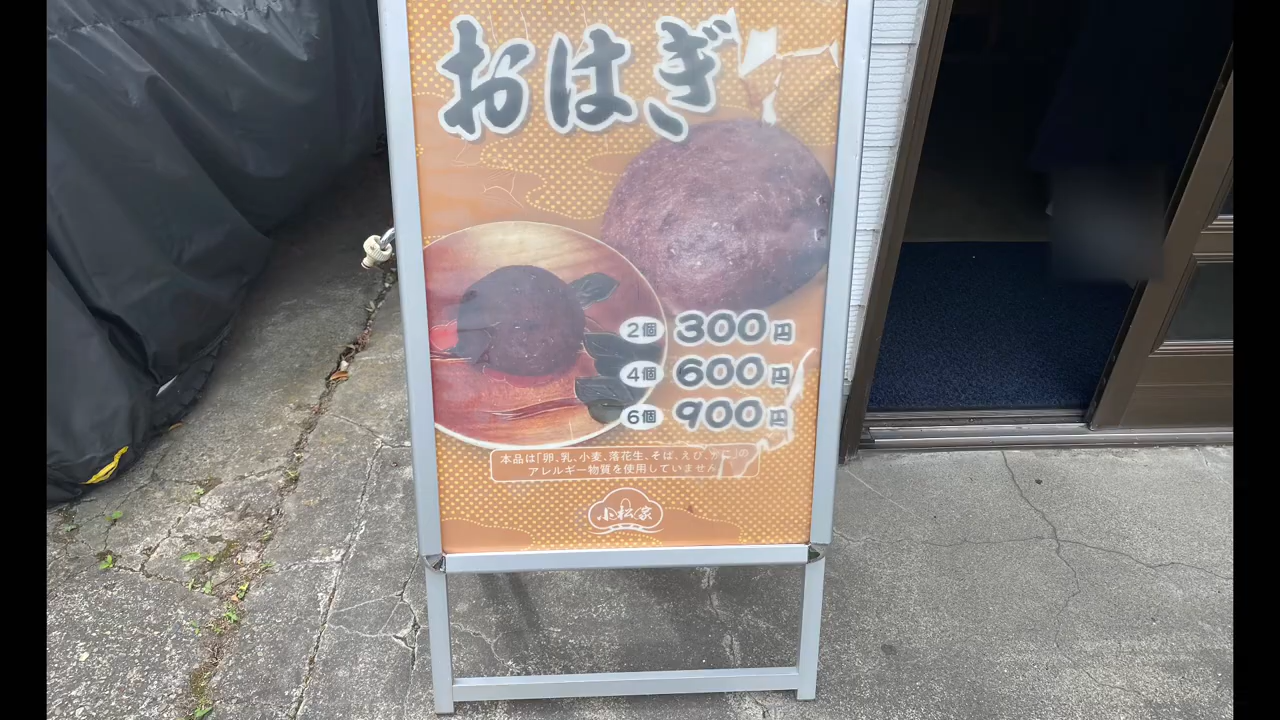 おはぎ
2個 300円
4個 600円
6個 900円
本品は「卵、乳、小麦、落花生、そば、えび、かに」の
アレルギー物質を使用していません
小松家